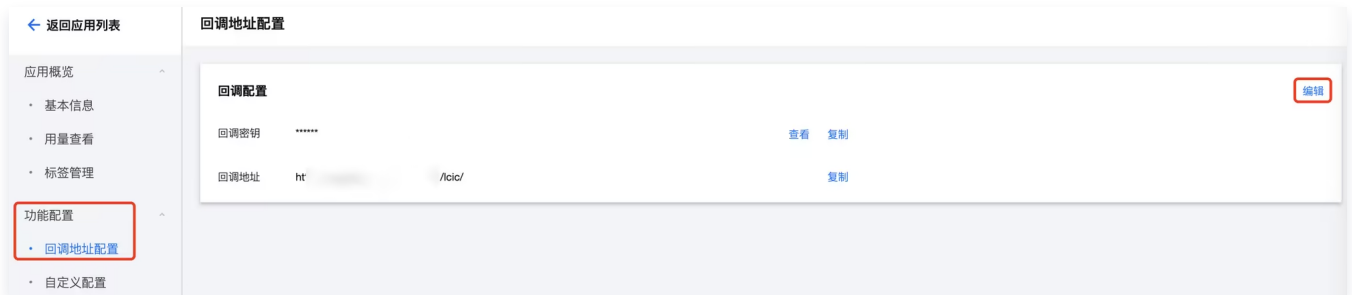 ← 返回应用列表
回调地址配置
应用概览
• 基本信息
• 用量查看
• 标签管理
功能配置
• 回调地址配置
• 自定义配置
回调配置
编辑
回调密钥 ****** 查看 复制
回调地址 ht /lcic/ 复制